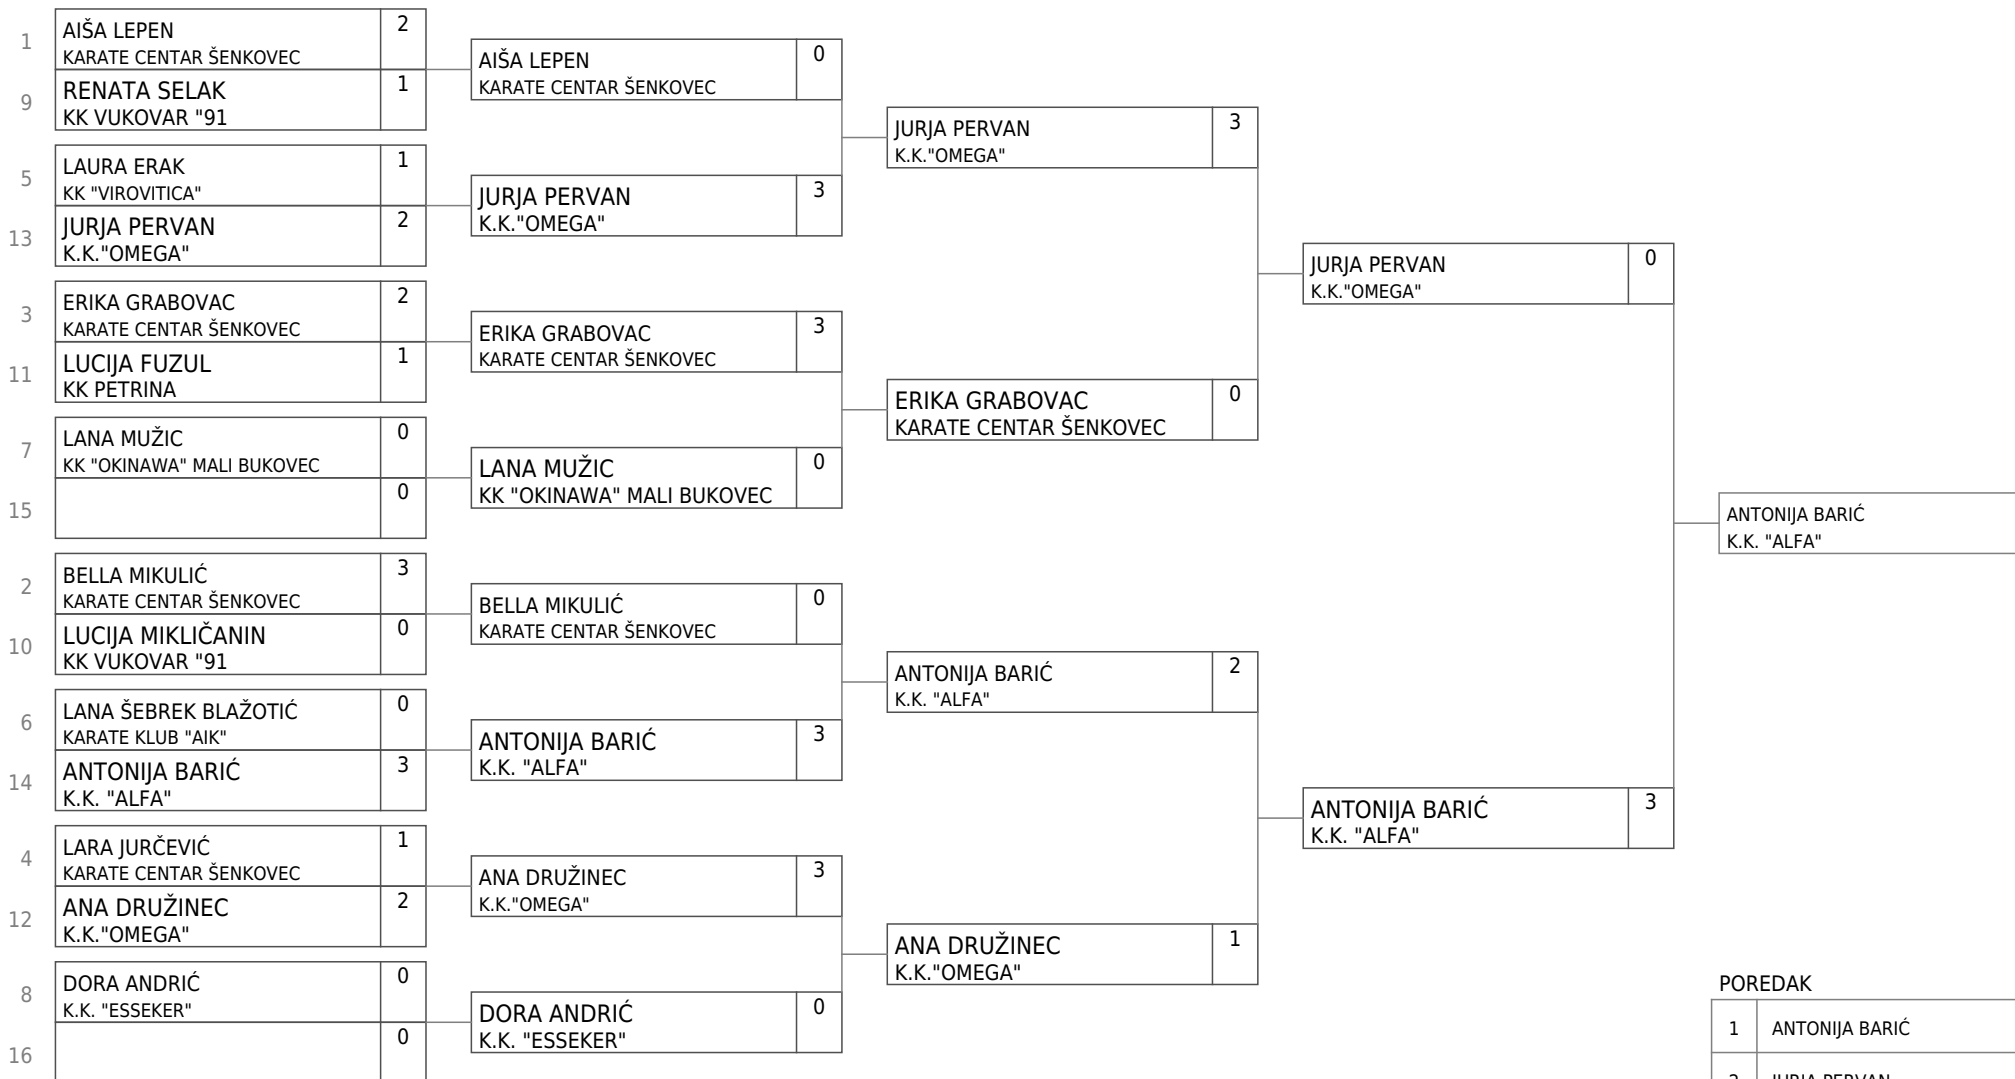 1
AIŠA LEPEN
KARATE CENTAR ŠENKOVEC
2
9
RENATA SELAK
KK VUKOVAR "91
1
5
LAURA ERAK
KK "VIROVITICA"
1
13
JURJA PERVAN
K.K."OMEGA"
2
3
ERIKA GRABOVAC
KARATE CENTAR ŠENKOVEC
2
11
LUCIJA FUZUL
KK PETRINA
1
7
LANA MUŽIC
KK "OKINAWA" MALI BUKOVEC
0
15
0
2
BELLA MIKULIĆ
KARATE CENTAR ŠENKOVEC
3
10
LUCIJA MIKLIČANIN
KK VUKOVAR "91
0
6
LANA ŠEBREK BLAŽOTIĆ
KARATE KLUB "AIK"
0
14
ANTONIJA BARIĆ
K.K. "ALFA"
3
4
LARA JURČEVIĆ
KARATE CENTAR ŠENKOVEC
1
12
ANA DRUŽINEC
K.K."OMEGA"
2
8
DORA ANDRIĆ
K.K. "ESSEKER"
0
16
0
AIŠA LEPEN
KARATE CENTAR ŠENKOVEC
0
JURJA PERVAN
K.K."OMEGA"
3
ERIKA GRABOVAC
KARATE CENTAR ŠENKOVEC
3
LANA MUŽIC
KK "OKINAWA" MALI BUKOVEC
0
BELLA MIKULIĆ
KARATE CENTAR ŠENKOVEC
0
ANTONIJA BARIĆ
K.K. "ALFA"
3
ANA DRUŽINEC
K.K."OMEGA"
3
DORA ANDRIĆ
K.K. "ESSEKER"
0
JURJA PERVAN
K.K."OMEGA"
3
ERIKA GRABOVAC
KARATE CENTAR ŠENKOVEC
0
ANTONIJA BARIĆ
K.K. "ALFA"
2
ANA DRUŽINEC
K.K."OMEGA"
1
JURJA PERVAN
K.K."OMEGA"
0
ANTONIJA BARIĆ
K.K. "ALFA"
3
ANTONIJA BARIĆ
K.K. "ALFA"
POREDAK
1 ANTONIJA BARIĆ
2 JURJA PERVAN